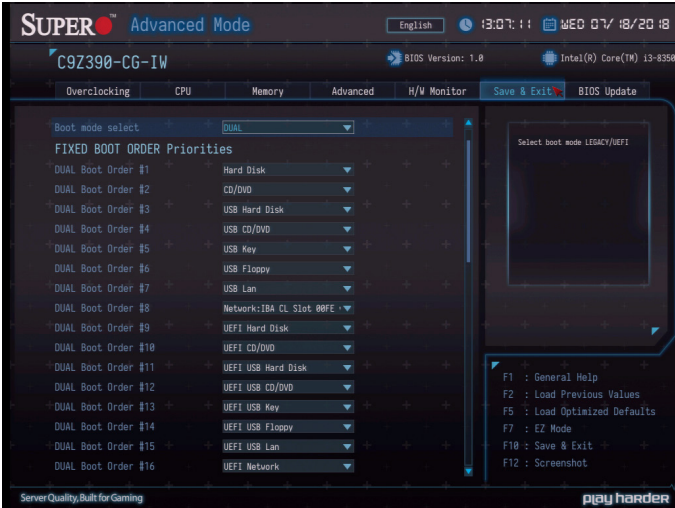 SUPER Advanced Mode English 13:07:11 WED 07/18/2018
C9Z390-CG-IW BIOS Version: 1.0 Intel(R) Core(TM) i3-8350
Overclocking CPU Memory Advanced H/W Monitor Save & Exit BIOS Update
Boot mode select DUAL
Select boot mode LEGACY/UEFI
FIXED BOOT ORDER Priorities
DUAL Boot Order #1 Hard Disk
DUAL Boot Order #2 CD/DVD
DUAL Boot Order #3 USB Hard Disk
DUAL Boot Order #4 USB CD/DVD
DUAL Boot Order #5 USB Key
DUAL Boot Order #6 USB Floppy
DUAL Boot Order #7 USB Lan
DUAL Boot Order #8 Network:IBA CL Slot 00FE
DUAL Boot Order #9 UEFI Hard Disk
DUAL Boot Order #10 UEFI CD/DVD
DUAL Boot Order #11 UEFI USB Hard Disk
DUAL Boot Order #12 UEFI USB CD/DVD
DUAL Boot Order #13 UEFI USB Key
DUAL Boot Order #14 UEFI USB Floppy
DUAL Boot Order #15 UEFI USB Lan
DUAL Boot Order #16 UEFI Network
F1 : General Help
F2 : Load Previous Values
F5 : Load Optimized Defaults
F7 : EZ Mode
F10 : Save & Exit
F12 : Screenshot
Server Quality, Built for Gaming
play harder